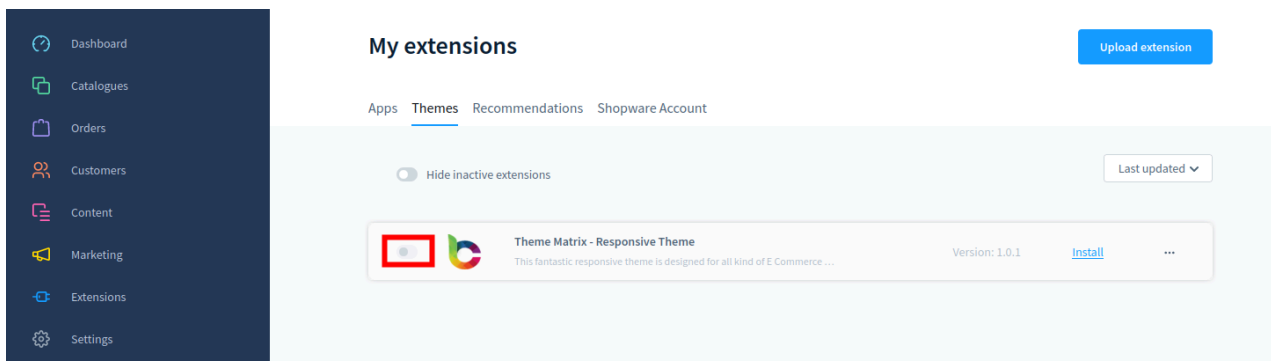 Dashboard
Catalogues
Orders
Customers
Content
Marketing
Extensions
Settings
My extensions
Upload extension
Apps Themes Recommendations Shopware Account
Hide inactive extensions
Last updated
Theme Matrix - Responsive Theme
This fantastic responsive theme is designed for all kind of E Commerce ...
Version: 1.0.1
Install
...